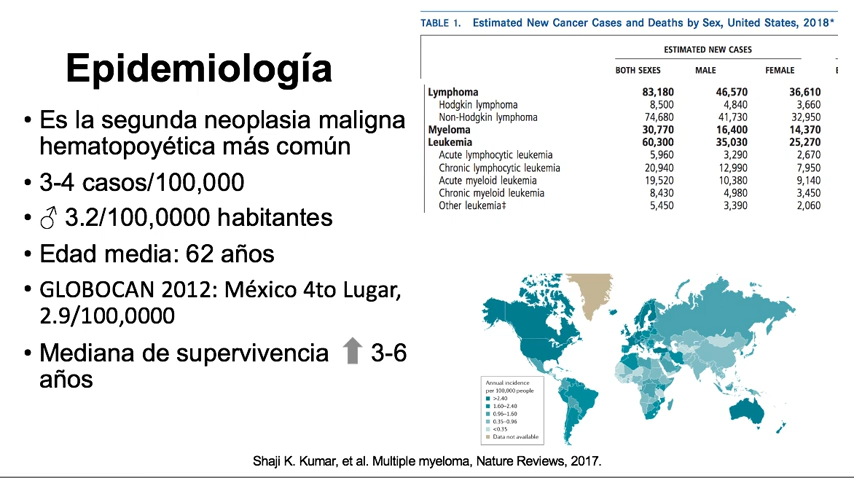 TABLE 1. Estimated New Cancer Cases and Deaths by Sex, United States, 2018*
ESTIMATED NEW CASES
BOTH SEXES MALE FEMALE E
Lymphoma 83,180 46,570 36,610
Hodgkin lymphoma 8,500 4,840 3,660
Non-Hodgkin lymphoma 74,680 41,730 32,950
Myeloma 30,770 16,400 14,370
Leukemia 60,300 35,030 25,270
Acute lymphocytic leukemia 5,960 3,290 2,670
Chronic lymphocytic leukemia 20,940 12,990 7,950
Acute myeloid leukemia 19,520 10,380 9,140
Chronic myeloid leukemia 8,430 4,980 3,450
Other leukemia‡ 5,450 3,390 2,060
Epidemiología
• Es la segunda neoplasia maligna
hematopoyética más común
• 3-4 casos/100,000
• ♂ 3.2/100,0000 habitantes
• Edad media: 62 años
• GLOBOCAN 2012: México 4to Lugar,
2.9/100,0000
• Mediana de supervivencia ⬆ 3-6
años
Annual incidence
per 100,000 people
>2.40
1.60–2.40
0.96–1.60
0.35–0.96
<0.35
Data not available
Shaji K. Kumar, et al. Multiple myeloma, Nature Reviews, 2017.